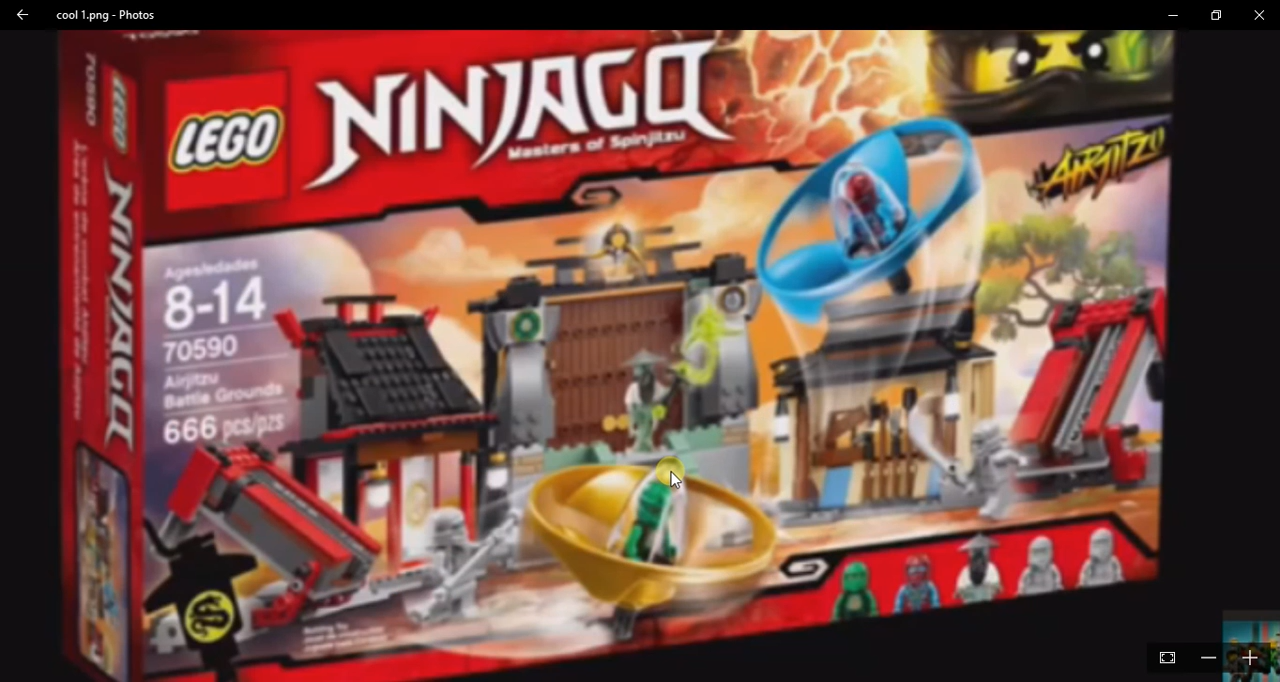 cool 1.png - Photos
LEGO
NINJAGO
Masters of Spinjitzu
AIRJITZU
Ages/edades
8-14
70590
Airjitzu
Battle Grounds
666 pcs/pzs
70590
LEGO
NINJAGO